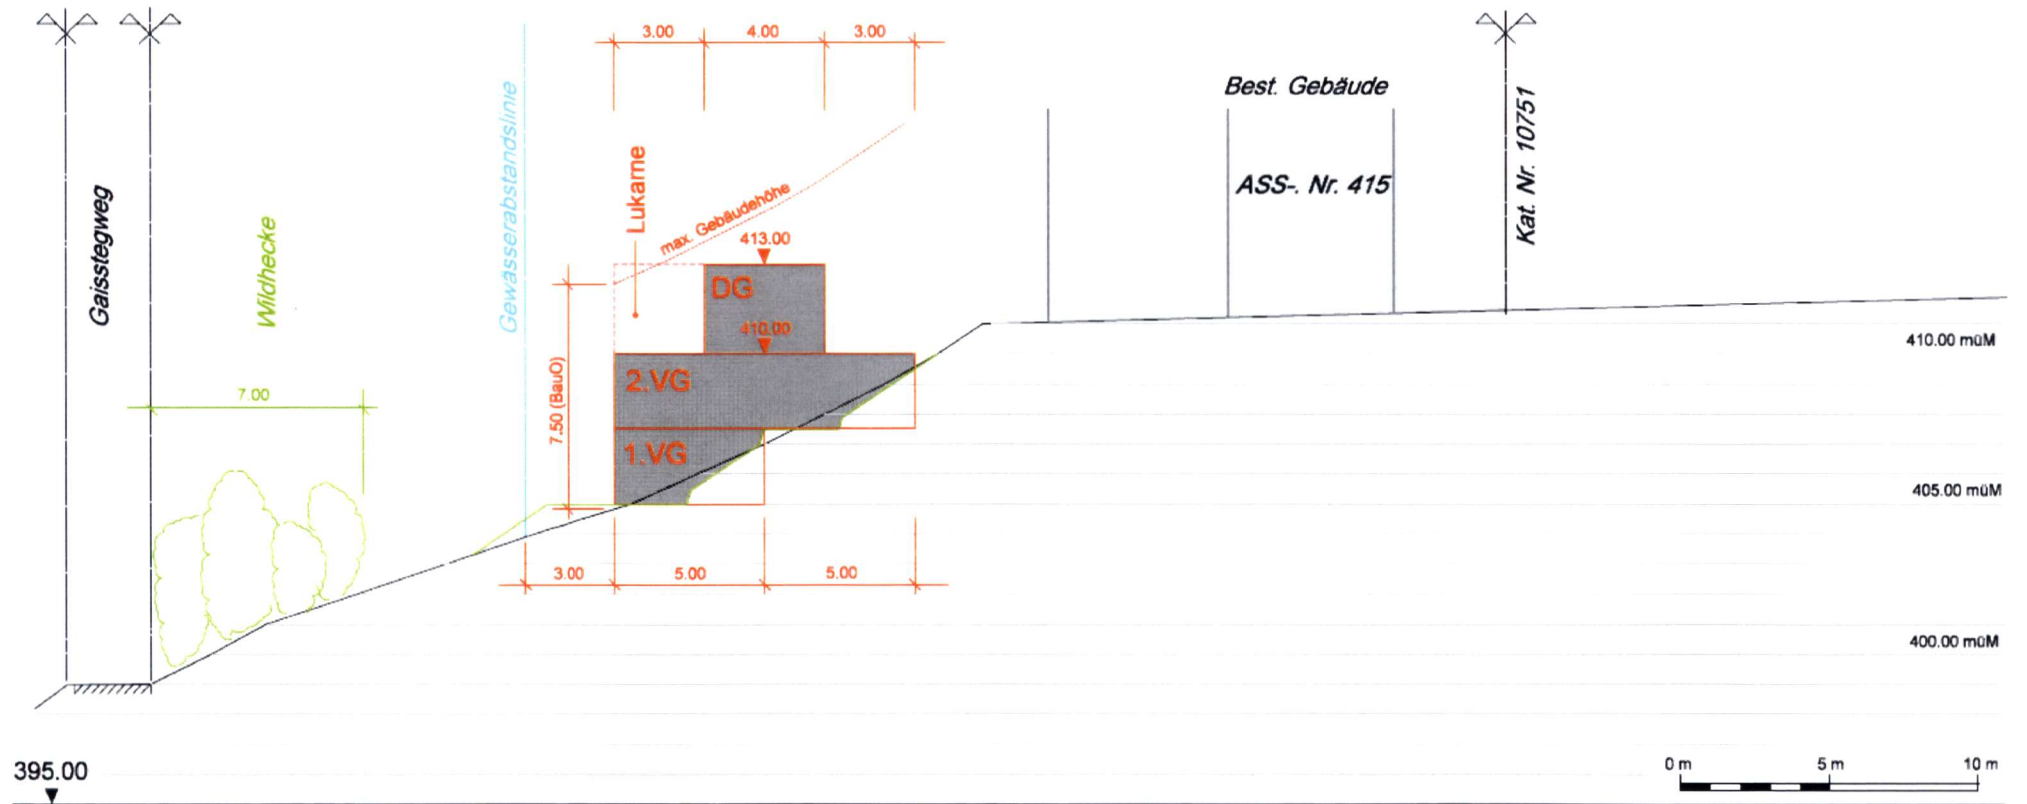 3.00 4.00 3.00
Best. Gebäude
ASS-. Nr. 415
Kat. Nr. 10751
Gaisstegweg
Wildhecke
Gewässerabstandslinie
Lukarne
max. Gebäudehöhe
413.00
DG
410.00
2.VG
1.VG
7.50 (BauO)
7.00
410.00 müM
405.00 müM
400.00 müM
3.00 5.00 5.00
395.00
0 m 5 m 10 m